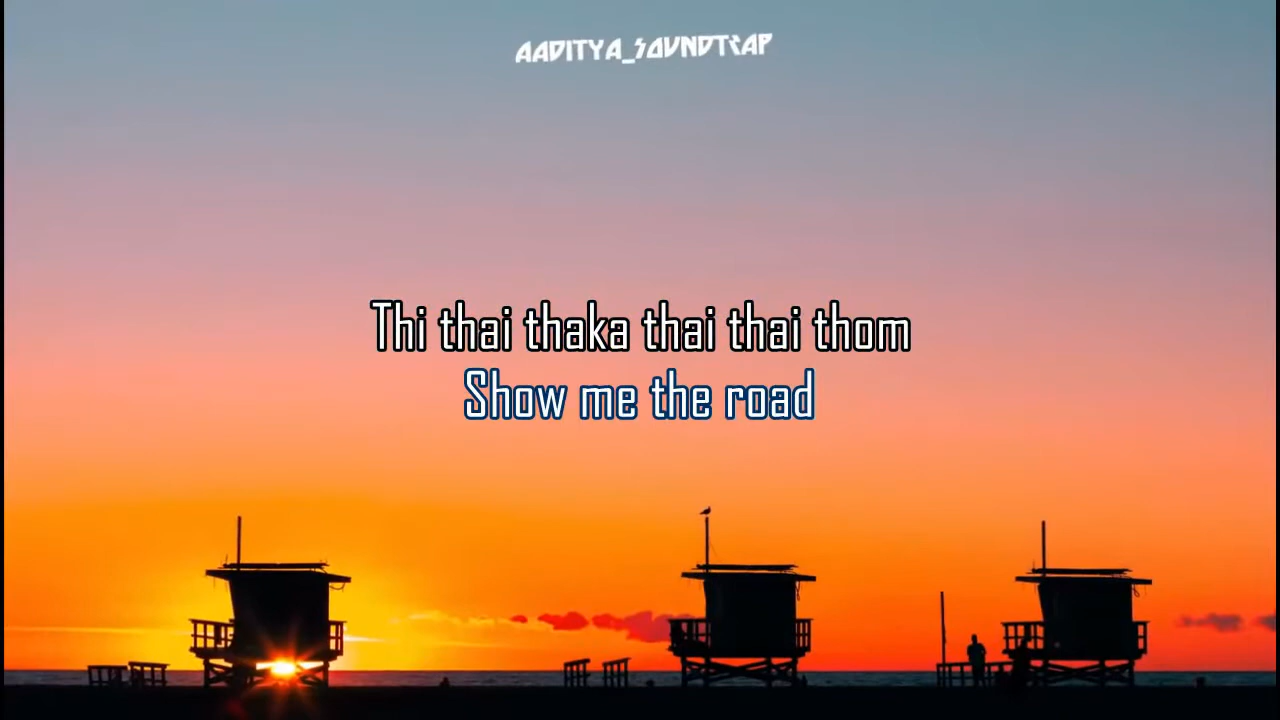 AADITYA_SOUNDTRAP
Thi thai thaka thai thai thom
Show me the road